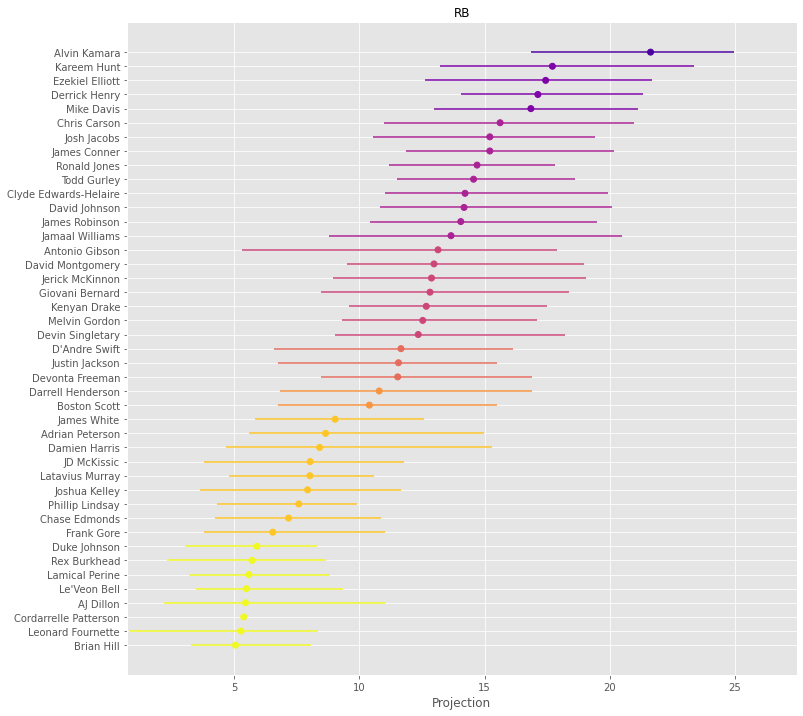 RB
Alvin Kamara
Kareem Hunt
Ezekiel Elliott
Derrick Henry
Mike Davis
Chris Carson
Josh Jacobs
James Conner
Ronald Jones
Todd Gurley
Clyde Edwards-Helaire
David Johnson
James Robinson
Jamaal Williams
Antonio Gibson
David Montgomery
Jerick McKinnon
Giovani Bernard
Kenyan Drake
Melvin Gordon
Devin Singletary
D'Andre Swift
Justin Jackson
Devonta Freeman
Darrell Henderson
Boston Scott
James White
Adrian Peterson
Damien Harris
JD McKissic
Latavius Murray
Joshua Kelley
Phillip Lindsay
Chase Edmonds
Frank Gore
Duke Johnson
Rex Burkhead
Lamical Perine
Le'Veon Bell
AJ Dillon
Cordarrelle Patterson
Leonard Fournette
Brian Hill
5 10 15 20 25
Projection